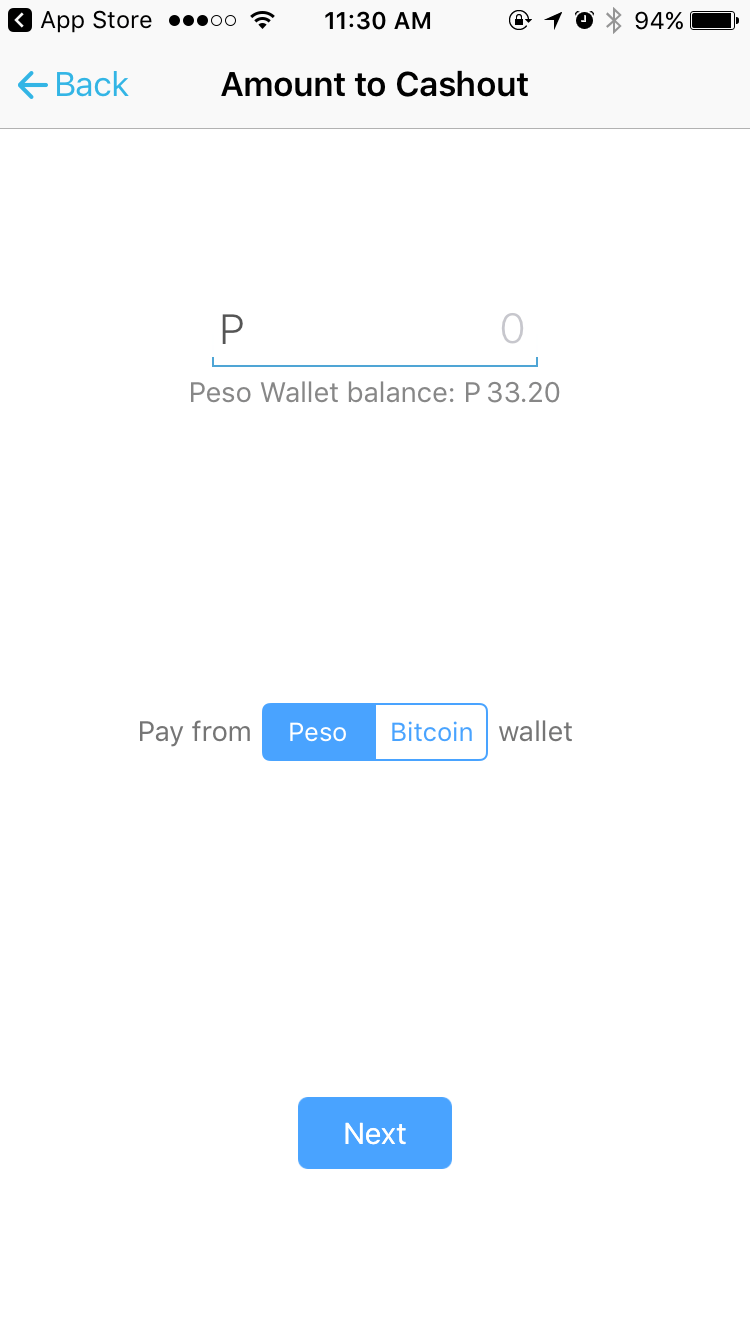 App Store 11:30 AM 94%
Back Amount to Cashout
P 0
Peso Wallet balance: P 33.20
Pay from Peso Bitcoin wallet
Next